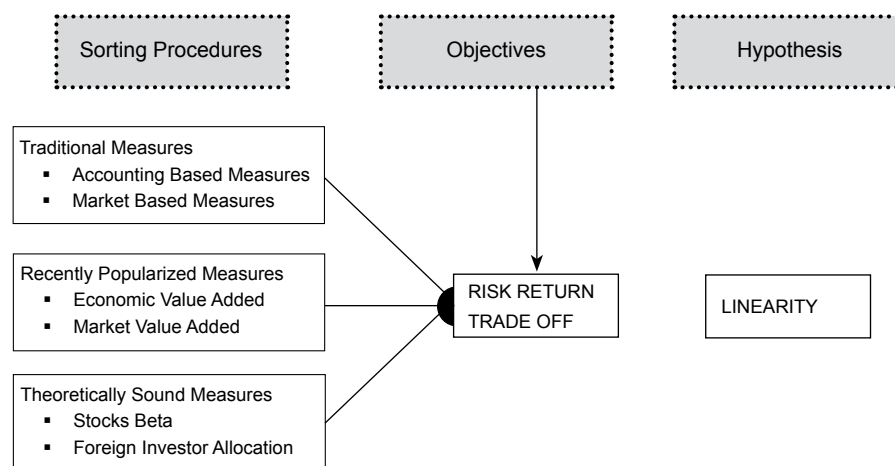 Sorting Procedures
Objectives
Hypothesis
Traditional Measures
▪ Accounting Based Measures
▪ Market Based Measures
Recently Popularized Measures
▪ Economic Value Added
▪ Market Value Added
Theoretically Sound Measures
▪ Stocks Beta
▪ Foreign Investor Allocation
RISK RETURN
TRADE OFF
LINEARITY